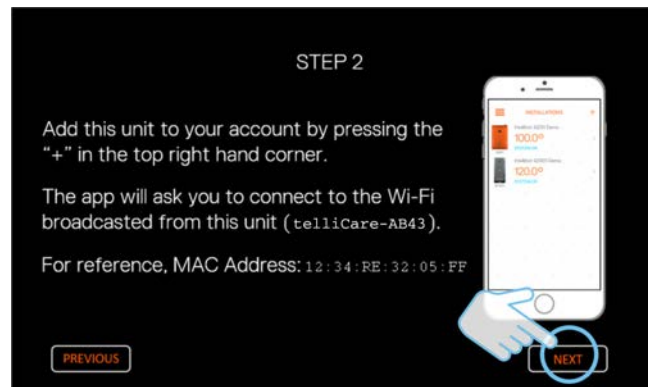 STEP 2
Add this unit to your account by pressing the
“+” in the top right hand corner.
The app will ask you to connect to the Wi-Fi
broadcasted from this unit (telliCare-AB43).
For reference, MAC Address: 12:34:RE:32:05:FF
INSTALLATIONS
+
100.0°
120.0°
PREVIOUS
NEXT